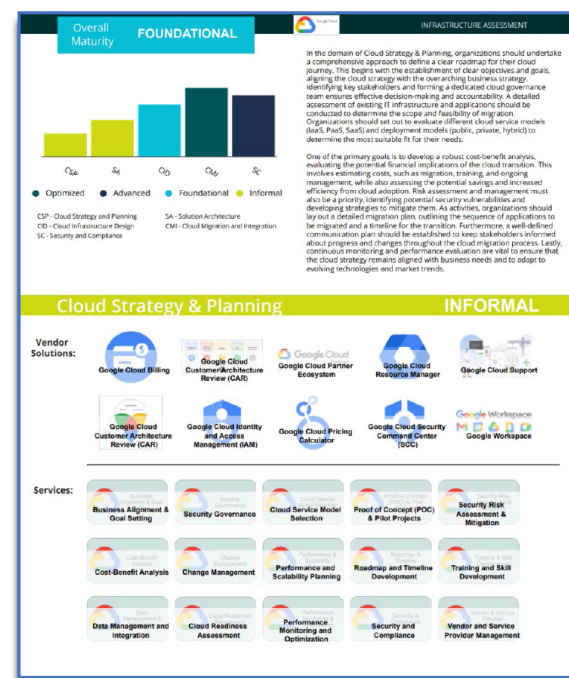 Overall
Maturity
FOUNDATIONAL
Google Cloud
INFRASTRUCTURE ASSESSMENT
CSP
SA
CID
CMI
SC
Optimized
Advanced
Foundational
Informal
CSP - Cloud Strategy and Planning
SA - Solution Architecture
CID - Cloud Infrastructure Design
CMI - Cloud Migration and Integration
SC - Security and Compliance
In the domain of Cloud Strategy & Planning, organizations should undertake
a comprehensive approach to define a clear roadmap for their cloud
journey. This begins with the establishment of clear objectives and goals,
aligning the cloud strategy with the overarching business strategy.
Identifying key stakeholders and forming a dedicated cloud governance
team ensures effective decision-making and accountability. A detailed
assessment of existing IT infrastructure and applications should be
conducted to determine the scope and feasibility of migration.
Organizations should set out to evaluate different cloud service models
(IaaS, PaaS, SaaS) and deployment models (public, private, hybrid) to
determine the most suitable fit for their needs.
One of the primary goals is to develop a robust cost-benefit analysis,
evaluating the potential financial implications of the cloud transition. This
involves estimating costs, such as migration, training, and ongoing
management, while also assessing the potential savings and increased
efficiency from cloud adoption. Risk assessment and management must
also be a priority, identifying potential security vulnerabilities and
developing strategies to mitigate them. As activities, organizations should
lay out a detailed migration plan, outlining the sequence of applications to
be migrated and a timeline for the transition. Furthermore, a well-defined
communication plan should be established to keep stakeholders informed
about progress and changes throughout the cloud migration process. Lastly,
continuous monitoring and performance evaluation are vital to ensure that
the cloud strategy remains aligned with business needs and to adapt to
evolving technologies and market trends.
Cloud Strategy & Planning
INFORMAL
Vendor
Solutions:
Google Cloud Billing
Google Cloud
Customer Architecture
Review (CAR)
Google Cloud
Google Cloud Partner
Ecosystem
Google Cloud
Resource Manager
Google Cloud Support
Google Cloud
Customer Architecture
Review (CAR)
Google Cloud Identity
and Access
Management (IAM)
Google Cloud Pricing
Calculator
Google Cloud Security
Command Center
(SCC)
Google Workspace
Google Workspace
Services:
Business Alignment &
Goal Setting
Security Governance
Cloud Service Model
Selection
Proof of Concept (POC)
& Pilot Projects
Security Risk
Assessment &
Mitigation
Cost-Benefit Analysis
Change Management
Performance and
Scalability Planning
Roadmap and Timeline
Development
Training and Skill
Development
Data Management and
Integration
Cloud Readiness
Assessment
Performance
Monitoring and
Optimization
Security and
Compliance
Vendor and Service
Provider Management